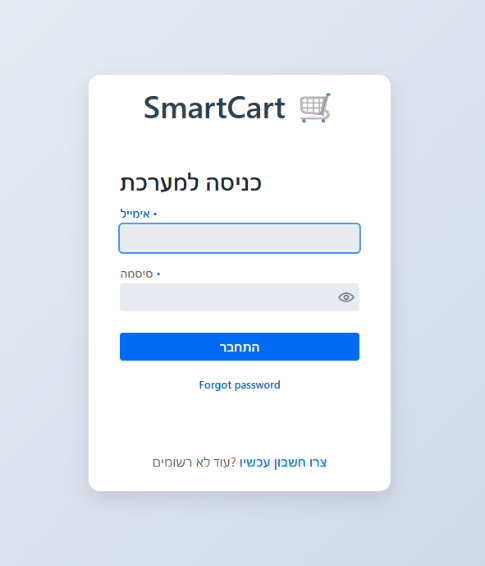 SmartCart 🛒
כניסה למערכת
אימייל •
סיסמה •
התחבר
Forgot password
עוד לא רשומים? צרו חשבון עכשיו